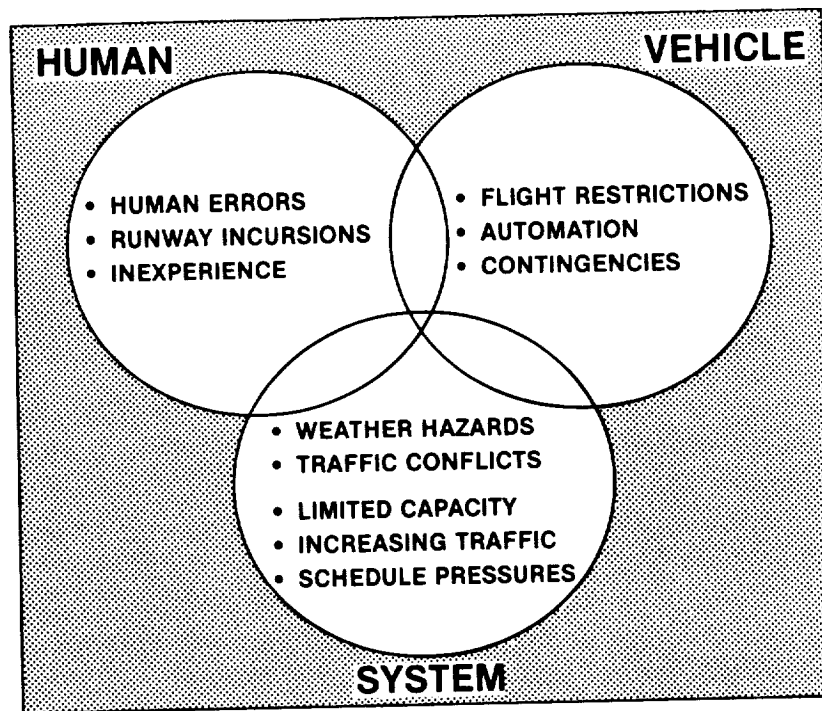 HUMAN
VEHICLE
• HUMAN ERRORS
• RUNWAY INCURSIONS
• INEXPERIENCE
• FLIGHT RESTRICTIONS
• AUTOMATION
• CONTINGENCIES
• WEATHER HAZARDS
• TRAFFIC CONFLICTS
• LIMITED CAPACITY
• INCREASING TRAFFIC
• SCHEDULE PRESSURES
SYSTEM